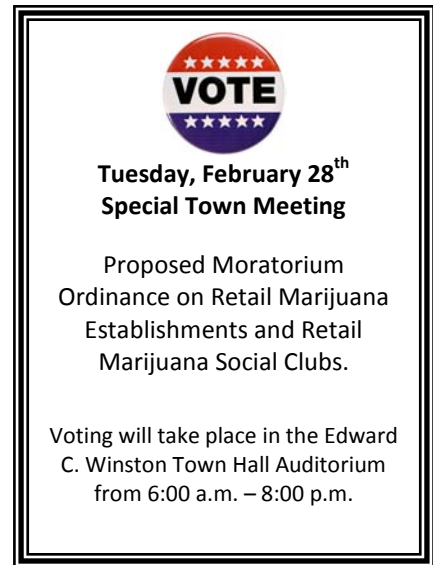 ★★★★★
VOTE
★★★★★
Tuesday, February 28th
Special Town Meeting
Proposed Moratorium
Ordinance on Retail Marijuana
Establishments and Retail
Marijuana Social Clubs.
Voting will take place in the Edward
C. Winston Town Hall Auditorium
from 6:00 a.m. – 8:00 p.m.